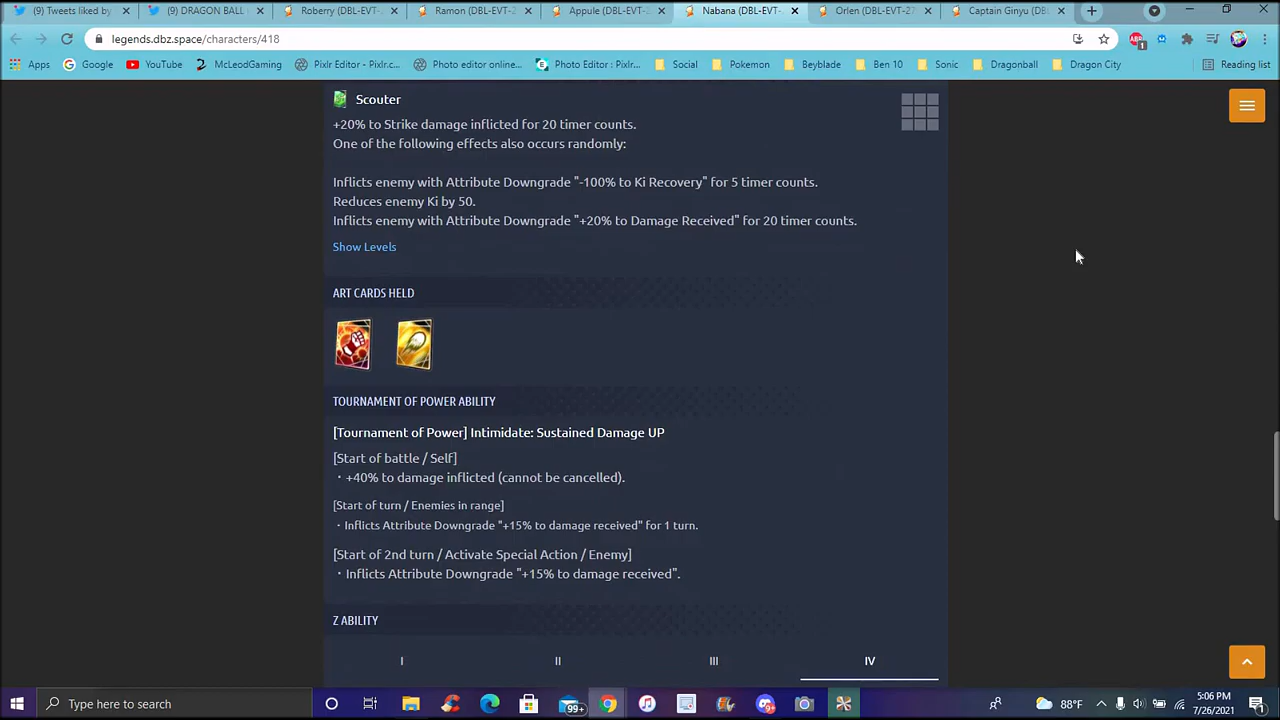 (9) Tweets liked by
(9) DRAGON BALL
Roberry (DBL-EVT-
Ramon (DBL-EVT-2
Appule (DBL-EVT-2
Nabana (DBL-EVT-
Orlen (DBL-EVT-27
Captain Ginyu (DBL
legends.dbz.space/characters/418
ABP
1
Apps
Google
YouTube
McLeodGaming
Pixlr Editor - Pixlr.c...
Photo editor online...
Photo Editor : Pixlr...
Social
Pokemon
Beyblade
Ben 10
Sonic
Dragonball
Dragon City
Reading list
Scouter
+20% to Strike damage inflicted for 20 timer counts.
One of the following effects also occurs randomly:
Inflicts enemy with Attribute Downgrade "-100% to Ki Recovery" for 5 timer counts.
Reduces enemy Ki by 50.
Inflicts enemy with Attribute Downgrade "+20% to Damage Received" for 20 timer counts.
Show Levels
ART CARDS HELD
TOURNAMENT OF POWER ABILITY
[Tournament of Power] Intimidate: Sustained Damage UP
[Start of battle / Self]
・+40% to damage inflicted (cannot be cancelled).
[Start of turn / Enemies in range]
・Inflicts Attribute Downgrade "+15% to damage received" for 1 turn.
[Start of 2nd turn / Activate Special Action / Enemy]
・Inflicts Attribute Downgrade "+15% to damage received".
Z ABILITY
I II III IV
Type here to search
99+
88°F
5:06 PM
7/26/2021